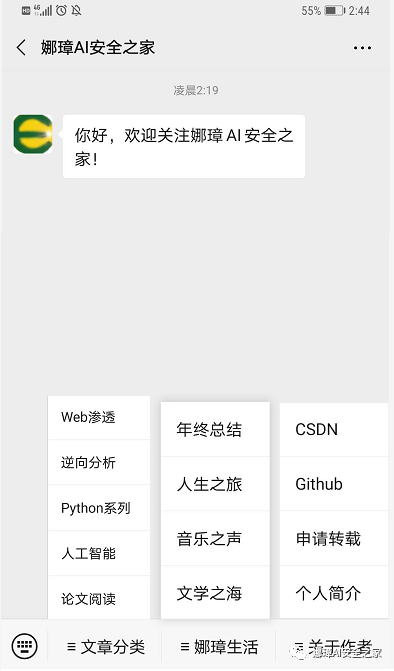 HD 4G 55% 2:44
娜璋AI安全之家
凌晨2:19
你好，欢迎关注娜璋 AI 安全之
家！
Web渗透
逆向分析
Python系列
人工智能
论文阅读
年终总结
人生之旅
音乐之声
文学之海
CSDN
Github
申请转载
个人简介
文章分类
娜璋生活
关于作者
娜璋AI安全之家